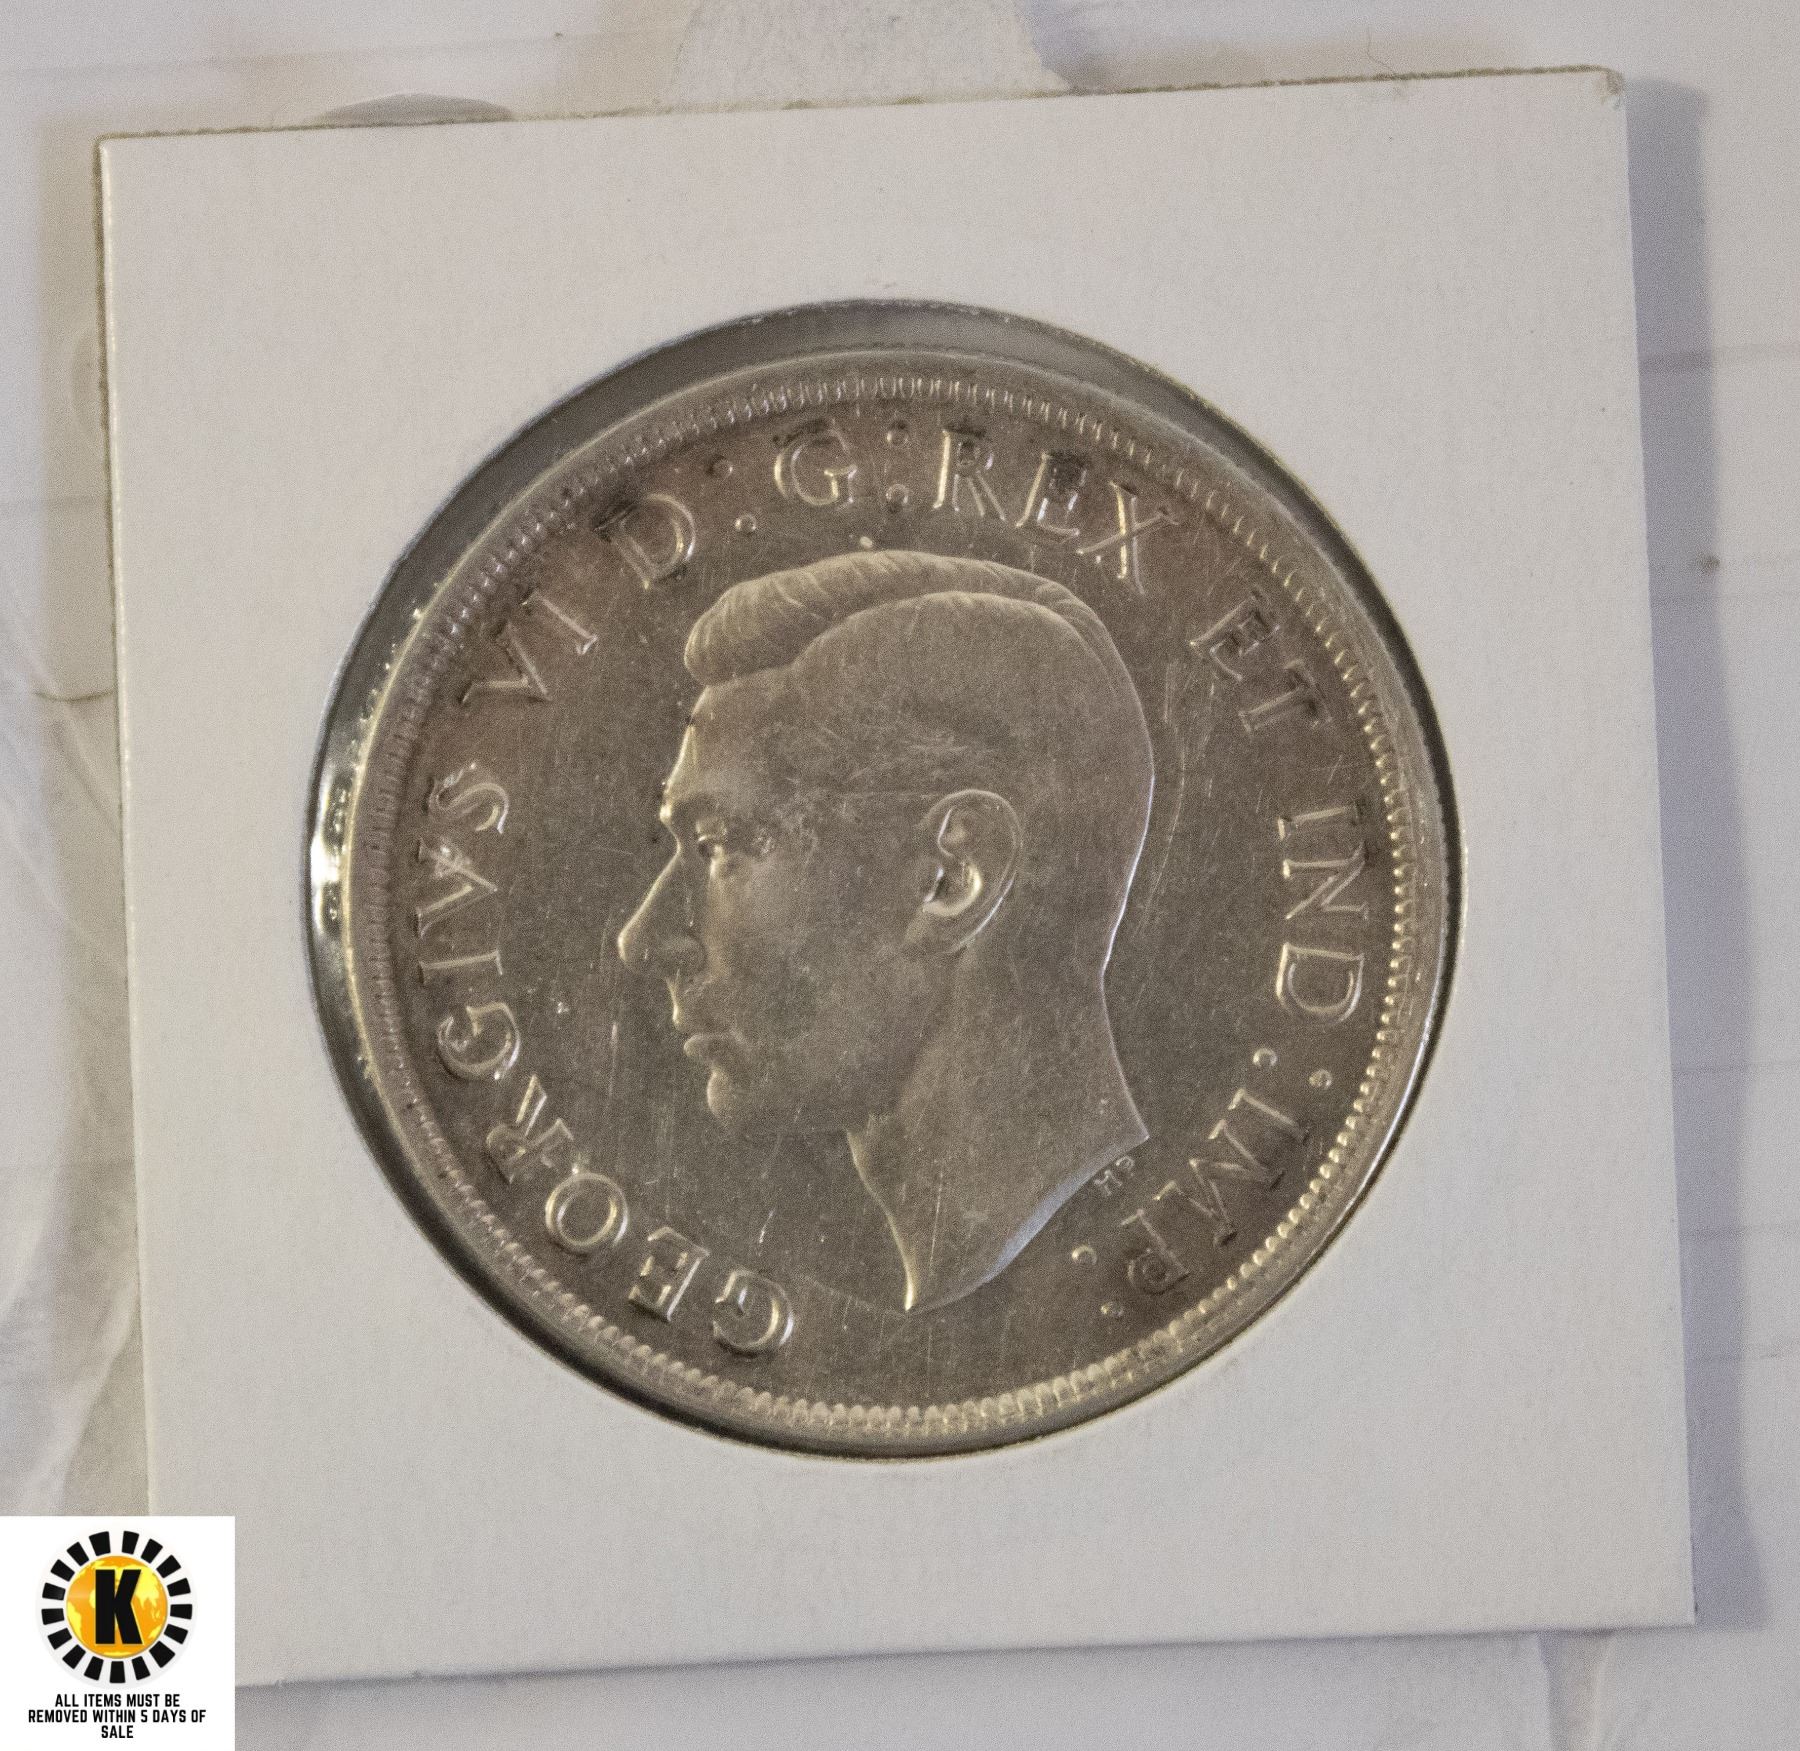 GEORGIVS VI D : G : REX ET IND : IMP :
HP
K
ALL ITEMS MUST BE
REMOVED WITHIN 5 DAYS OF
SALE